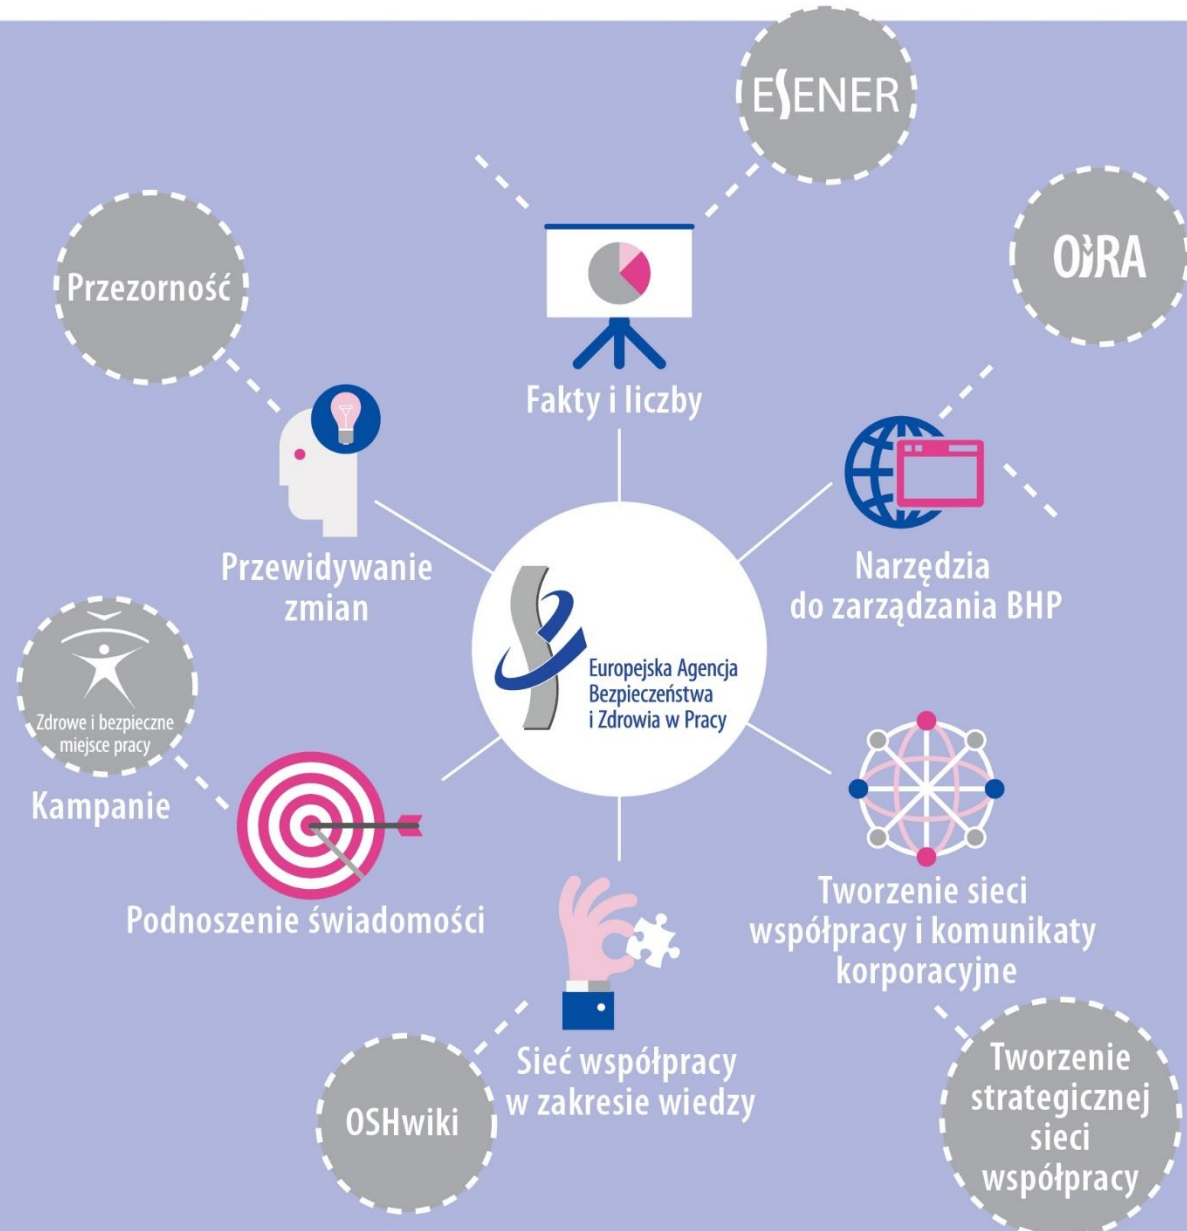 ESENER
OiRA
Przezorność
Fakty i liczby
Przewidywanie
zmian
Narzędzia
do zarządzania BHP
Europejska Agencja
Bezpieczeństwa
i Zdrowia w Pracy
Zdrowe i bezpieczne
miejsce pracy
Kampanie
Podnoszenie świadomości
Tworzenie sieci
współpracy i komunikaty
korporacyjne
Sieć współpracy
w zakresie wiedzy
OSHwiki
Tworzenie
strategicznej
sieci
współpracy